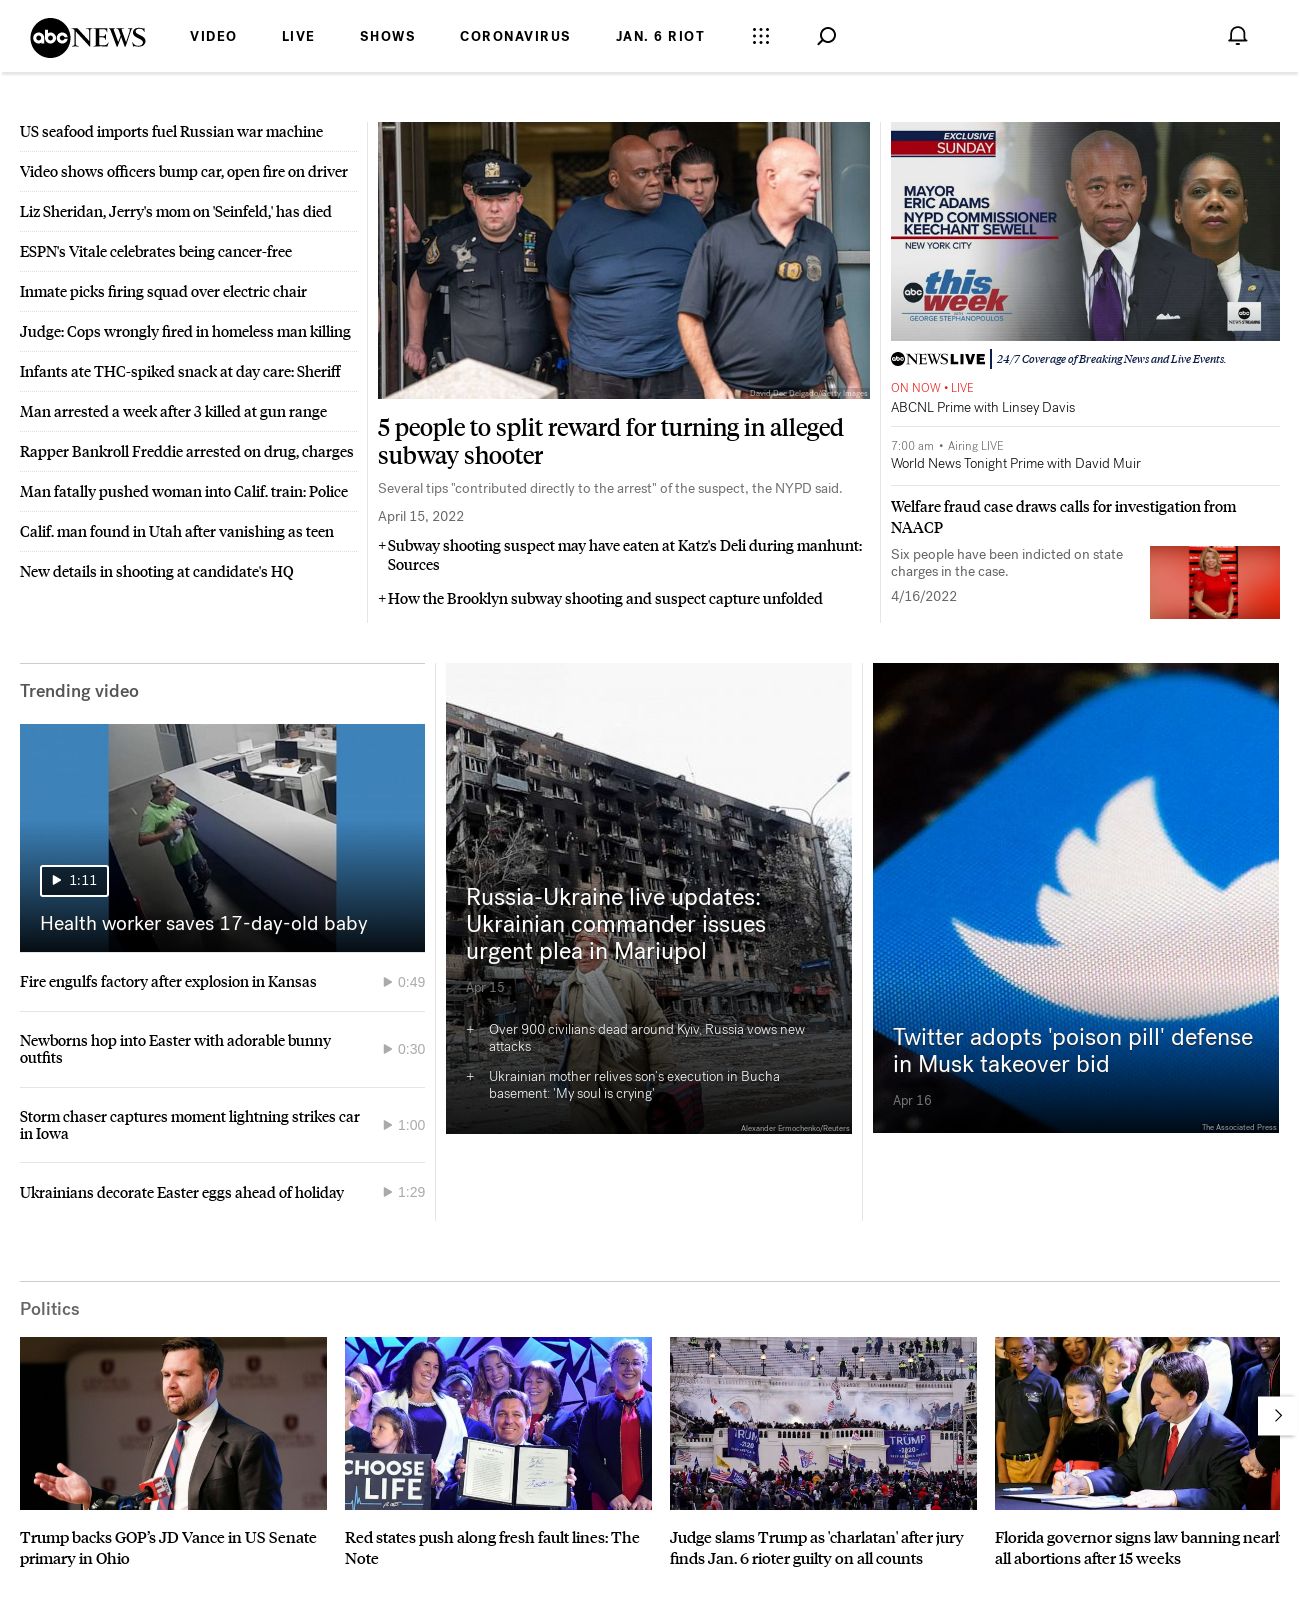 abc NEWS VIDEO LIVE SHOWS CORONAVIRUS JAN. 6 RIOT
US seafood imports fuel Russian war machine
Video shows officers bump car, open fire on driver
Liz Sheridan, Jerry's mom on 'Seinfeld,' has died
ESPN's Vitale celebrates being cancer-free
Inmate picks firing squad over electric chair
Judge: Cops wrongly fired in homeless man killing
Infants ate THC-spiked snack at day care: Sheriff
Man arrested a week after 3 killed at gun range
Rapper Bankroll Freddie arrested on drug, charges
Man fatally pushed woman into Calif. train: Police
Calif. man found in Utah after vanishing as teen
New details in shooting at candidate's HQ
David Dee Delgado/Getty Images
5 people to split reward for turning in alleged
subway shooter
Several tips "contributed directly to the arrest" of the suspect, the NYPD said.
April 15, 2022
+ Subway shooting suspect may have eaten at Katz's Deli during manhunt:
Sources
+ How the Brooklyn subway shooting and suspect capture unfolded
EXCLUSIVE
SUNDAY
MAYOR
ERIC ADAMS
NYPD COMMISSIONER
KEECHANT SEWELL
NEW YORK CITY
abc this
week
WITH
GEORGE STEPHANOPOULOS
abc
NEWS STREAMING
abc NEWS LIVE | 24/7 Coverage of Breaking News and Live Events.
ON NOW • LIVE
ABCNL Prime with Linsey Davis
7:00 am • Airing LIVE
World News Tonight Prime with David Muir
Welfare fraud case draws calls for investigation from
NAACP
Six people have been indicted on state
charges in the case.
4/16/2022
Trending video
1:11
Health worker saves 17-day-old baby
Fire engulfs factory after explosion in Kansas 0:49
Newborns hop into Easter with adorable bunny
outfits 0:30
Storm chaser captures moment lightning strikes car
in Iowa 1:00
Ukrainians decorate Easter eggs ahead of holiday 1:29
Russia-Ukraine live updates:
Ukrainian commander issues
urgent plea in Mariupol
Apr 15
+ Over 900 civilians dead around Kyiv, Russia vows new
attacks
+ Ukrainian mother relives son's execution in Bucha
basement: 'My soul is crying'
Alexander Ermochenko/Reuters
Twitter adopts 'poison pill' defense
in Musk takeover bid
Apr 16
The Associated Press
Politics
CHOOSE
LIFE
TRUMP
2020
TRUMP
2020
Trump backs GOP's JD Vance in US Senate
primary in Ohio
Red states push along fresh fault lines: The
Note
Judge slams Trump as 'charlatan' after jury
finds Jan. 6 rioter guilty on all counts
Florida governor signs law banning nearl
all abortions after 15 weeks